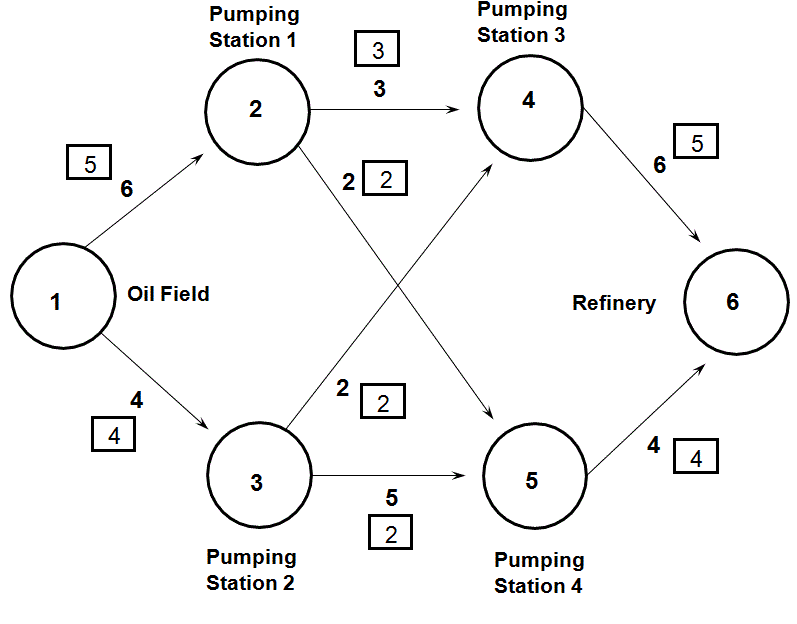 Pumping
Station 1
Pumping
Station 3
3
3
2
4
5
6
2
2
6
5
1
Oil Field
Refinery
6
4
4
2
2
3
5
5
2
4
4
Pumping
Station 2
Pumping
Station 4